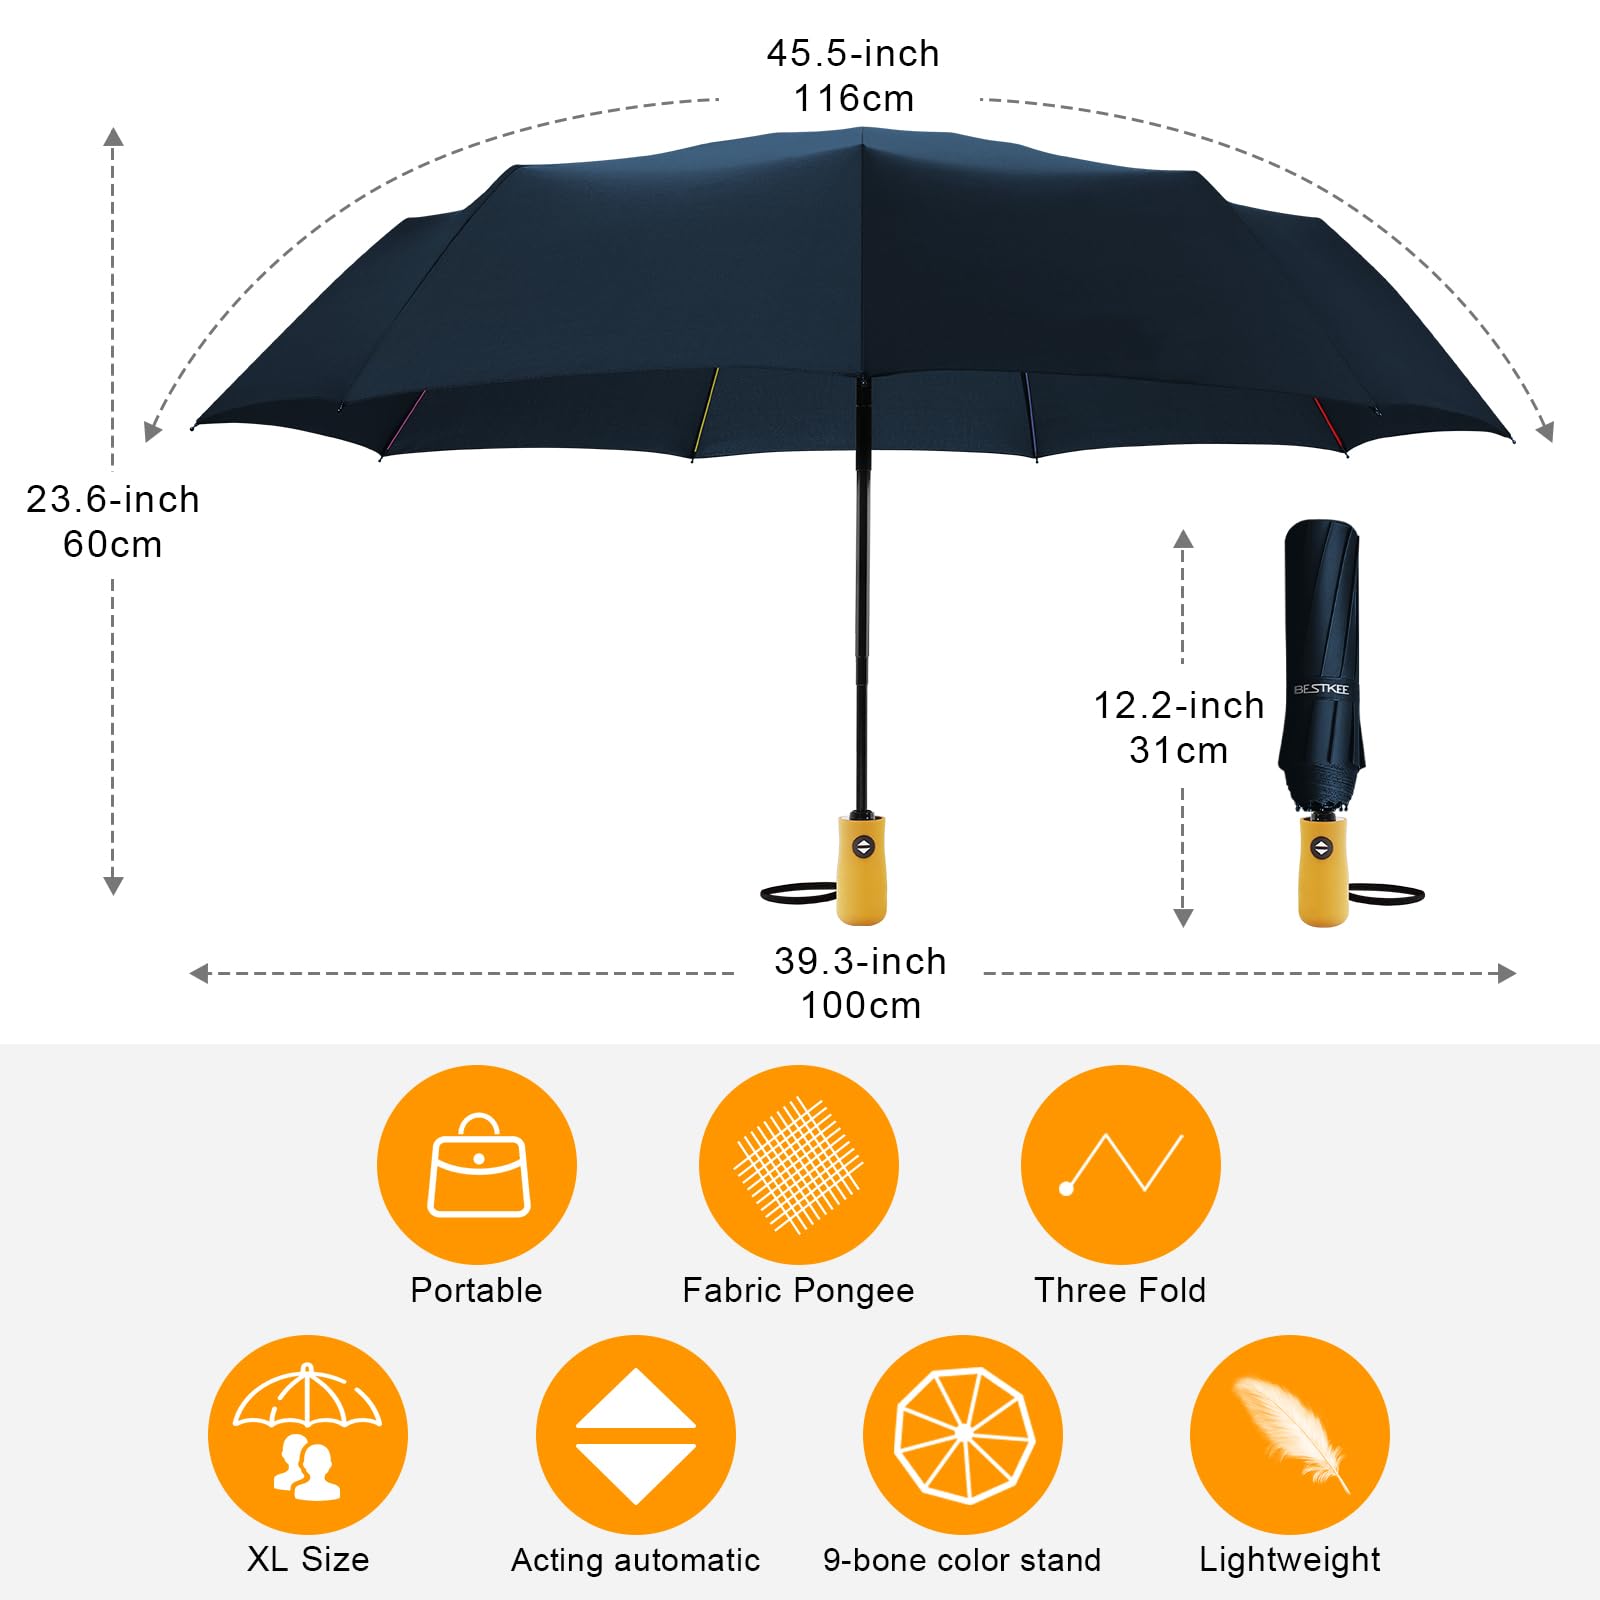 45.5-inch
116cm
23.6-inch
60cm
BESTKEE
12.2-inch
31cm
39.3-inch
100cm
Portable
Fabric Pongee
Three Fold
XL Size
Acting automatic
9-bone color stand
Lightweight